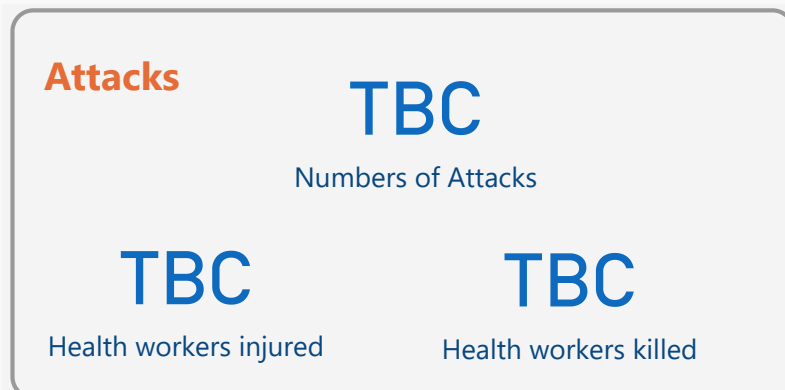 Attacks
TBC
Numbers of Attacks
TBC
Health workers injured
TBC
Health workers killed